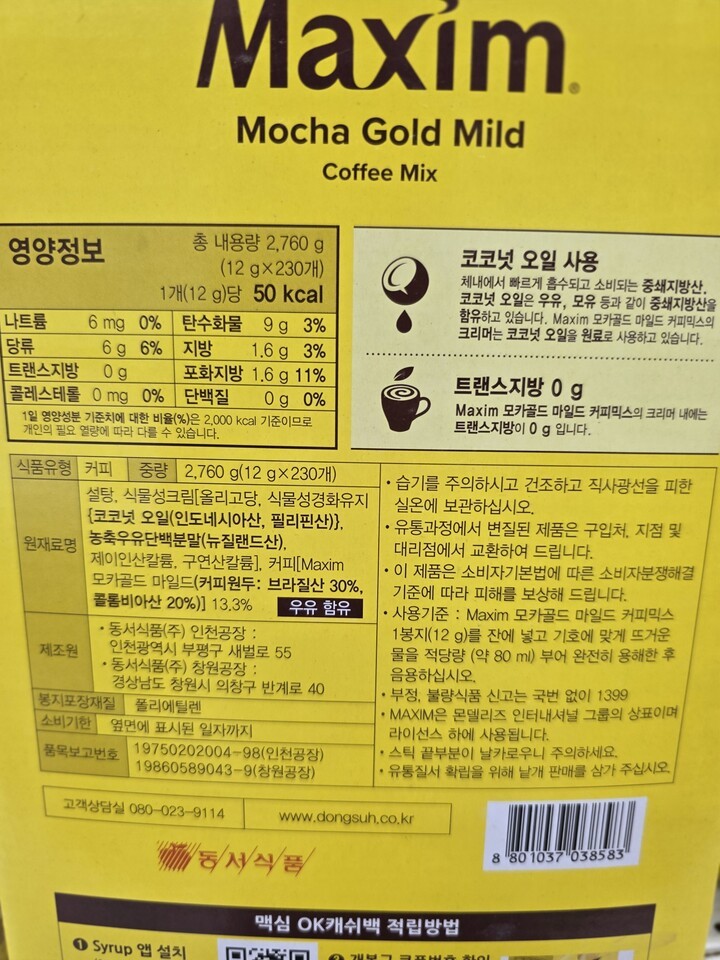 Maxim®
Mocha Gold Mild
Coffee Mix
영양정보
총 내용량 2,760 g
(12 g×230개)
1개(12 g)당 50 kcal
나트륨 6 mg 0% 탄수화물 9 g 3%
당류 6 g 6% 지방 1.6 g 3%
트랜스지방 0 g 포화지방 1.6 g 11%
콜레스테롤 0 mg 0% 단백질 0 g 0%
1일 영양성분 기준치에 대한 비율(%)은 2,000 kcal 기준이므로
개인의 필요 열량에 따라 다를 수 있습니다.
코코넛 오일 사용
체내에서 빠르게 흡수되고 소비되는 중쇄지방산.
코코넛 오일은 우유, 모유 등과 같이 중쇄지방산을
함유하고 있습니다. Maxim 모카골드 마일드 커피믹스의
크리머는 코코넛 오일을 원료로 사용하고 있습니다.
트랜스지방 0 g
Maxim 모카골드 마일드 커피믹스의 크리머 내에는
트랜스지방이 0 g 입니다.
식품유형 커피 중량 2,760 g(12 g×230개)
원재료명
설탕, 식물성크림[올리고당, 식물성경화유지
{코코넛 오일(인도네시아산, 필리핀산)},
농축우유단백분말(뉴질랜드산),
제이인산칼륨, 구연산칼륨], 커피[Maxim
모카골드 마일드(커피원두: 브라질산 30%,
콜롬비아산 20%)] 13.3% 우유 함유
제조원
• 동서식품(주) 인천공장 :
인천광역시 부평구 새벌로 55
• 동서식품(주) 창원공장 :
경상남도 창원시 의창구 반계로 40
봉지포장재질 폴리에틸렌
소비기한 옆면에 표시된 일자까지
품목보고번호 19750202004-98(인천공장)
19860589043-9(창원공장)
• 습기를 주의하시고 건조하고 직사광선을 피한
실온에 보관하십시오.
• 유통과정에서 변질된 제품은 구입처, 지점 및
대리점에서 교환하여 드립니다.
• 이 제품은 소비자기본법에 따른 소비자분쟁해결
기준에 따라 피해를 보상해 드립니다.
• 사용기준 : Maxim 모카골드 마일드 커피믹스
1봉지(12 g)를 잔에 넣고 기호에 맞게 뜨거운
물을 적당량 (약 80 ml) 부어 완전히 용해한 후
음용하십시오.
• 부정, 불량식품 신고는 국번 없이 1399
• MAXIM은 몬델리즈 인터내셔널 그룹의 상표이며
라이선스 하에 사용됩니다.
• 스틱 끝부분이 날카로우니 주의하세요.
• 유통질서 확립을 위해 낱개 판매를 삼가 주십시오.
고객상담실 080-023-9114
www.dongsuh.co.kr
8 801037 038583
동서식품
맥심 OK캐쉬백 적립방법
❶ Syrup 앱 설치